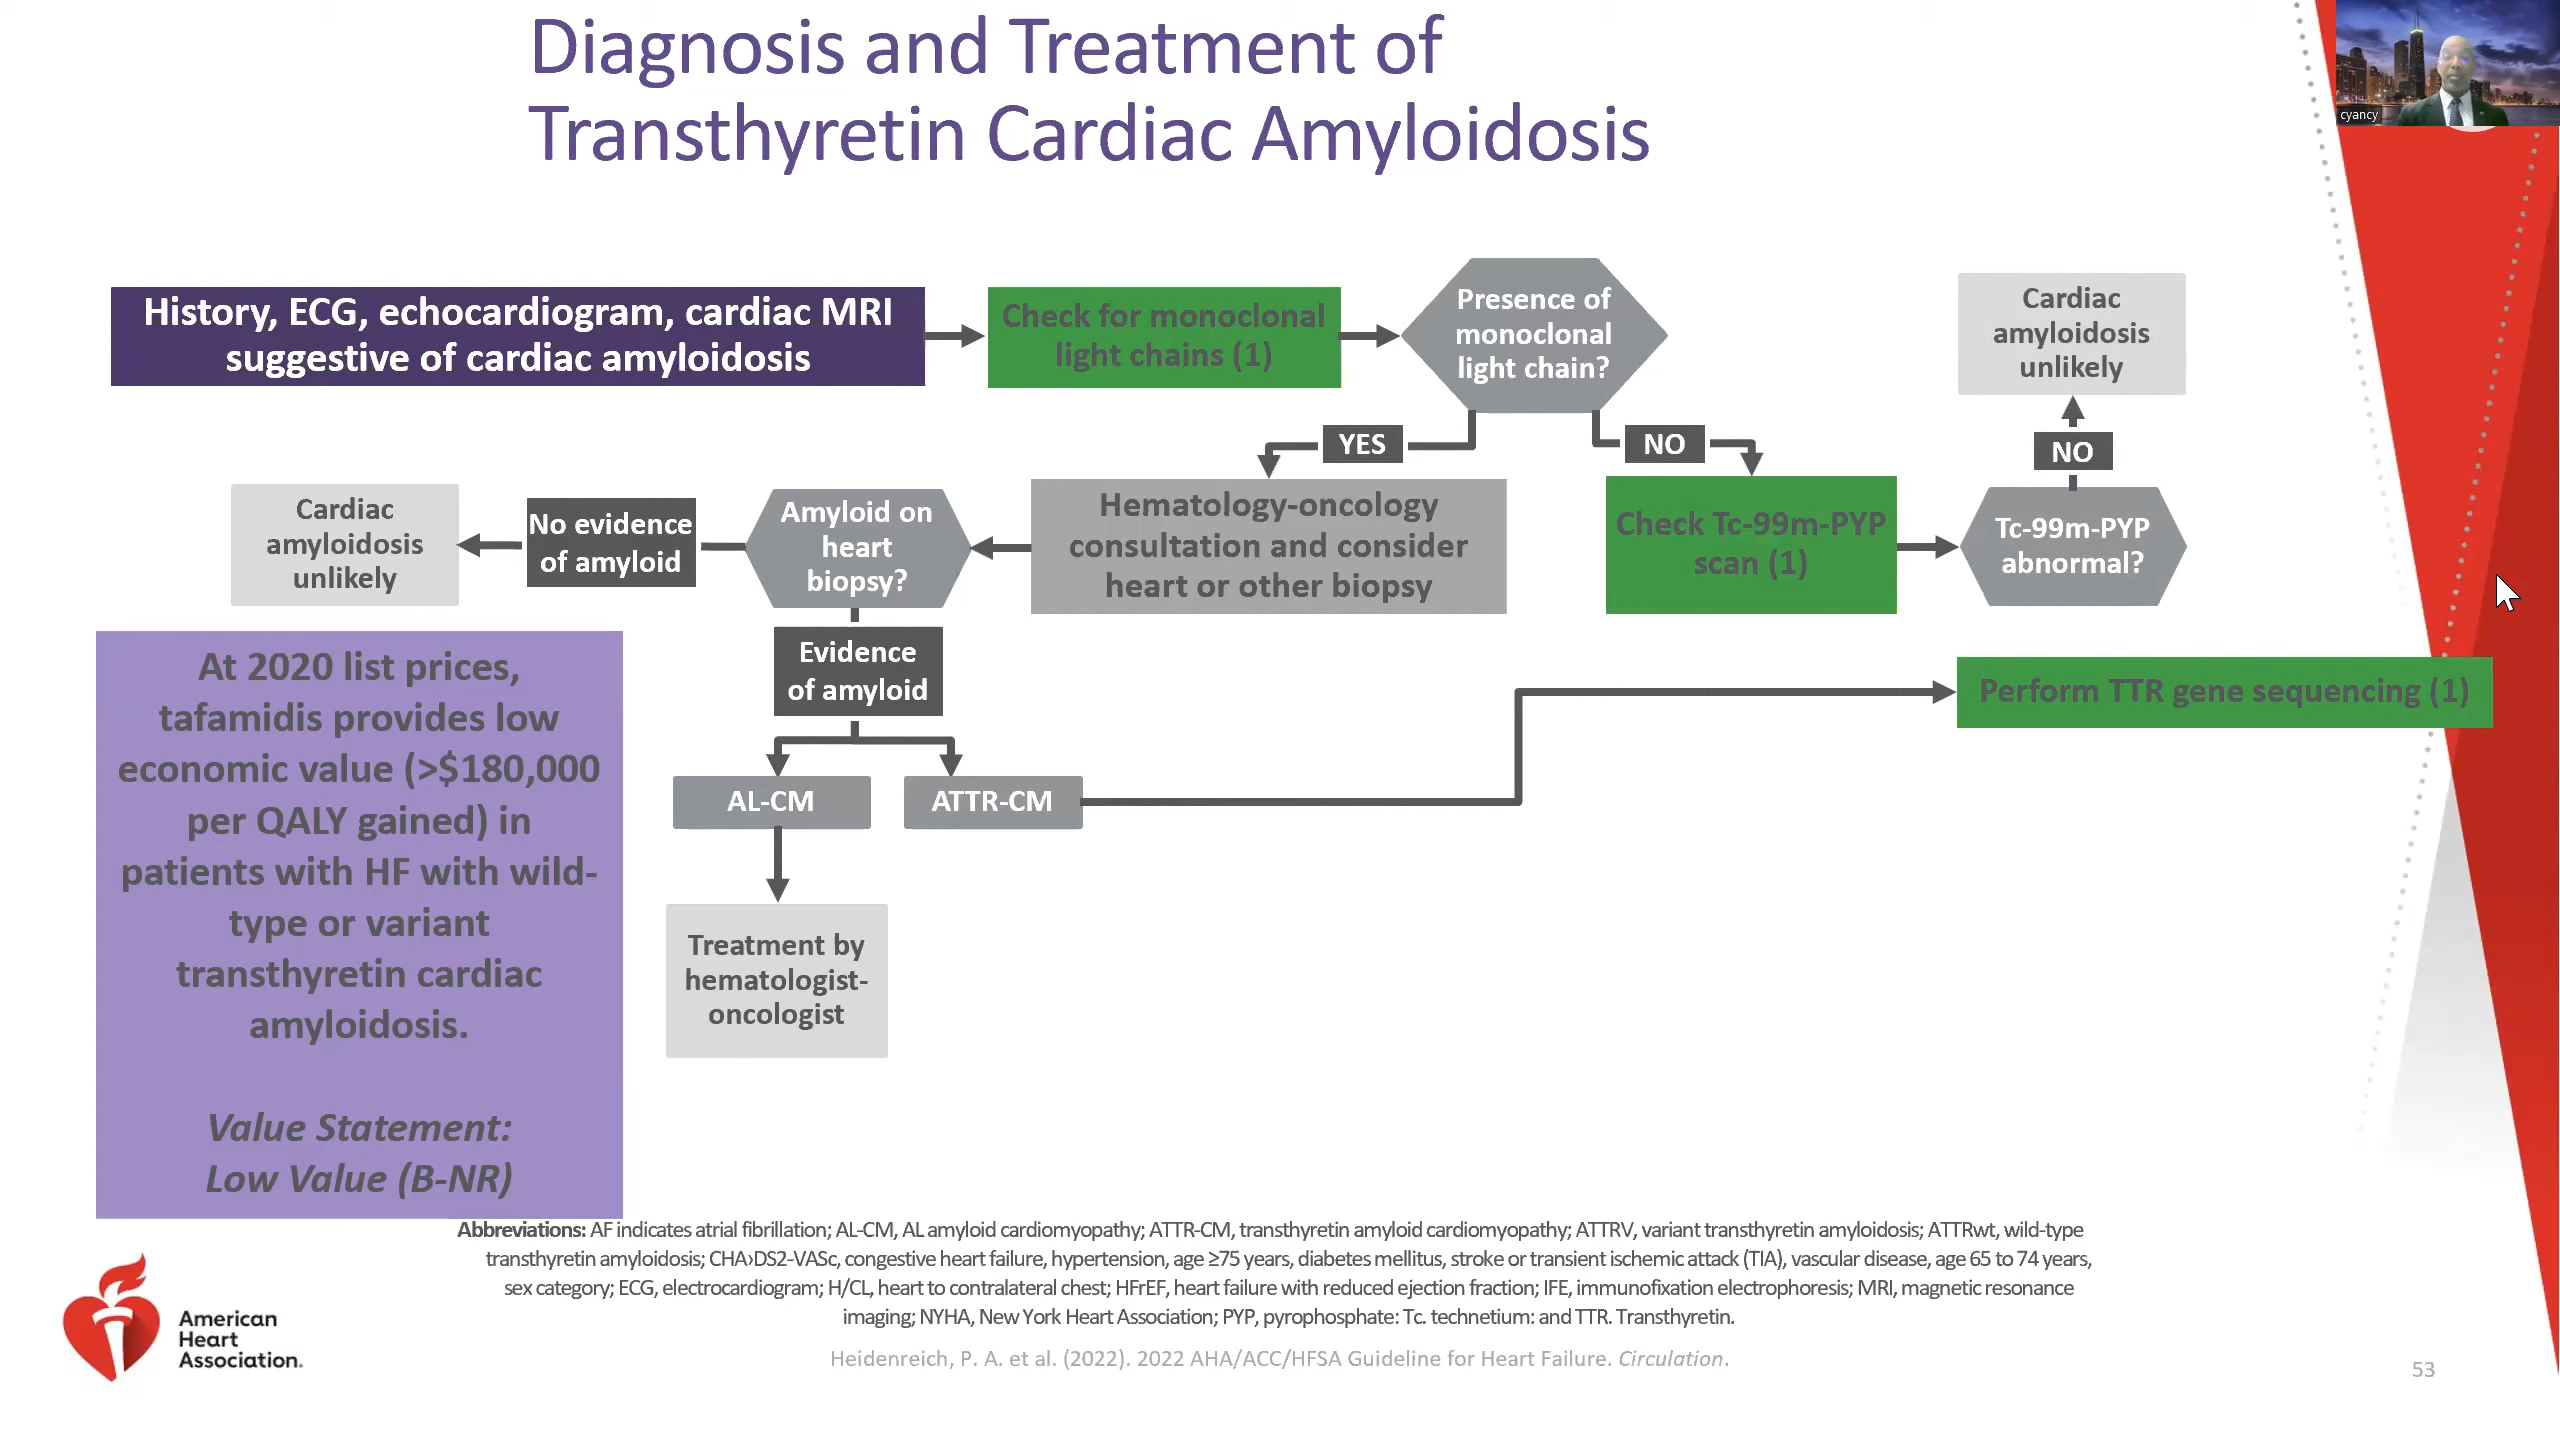 Diagnosis and Treatment of
Transthyretin Cardiac Amyloidosis
cyancy
History, ECG, echocardiogram, cardiac MRI
suggestive of cardiac amyloidosis
Check for monoclonal
light chains (1)
Presence of
monoclonal
light chain?
Cardiac
amyloidosis
unlikely
YES
NO
NO
Cardiac
amyloidosis
unlikely
No evidence
of amyloid
Amyloid on
heart
biopsy?
Hematology-oncology
consultation and consider
heart or other biopsy
Check Tc-99m-PYP
scan (1)
Tc-99m-PYP
abnormal?
Evidence
of amyloid
Perform TTR gene sequencing (1)
AL-CM
ATTR-CM
Treatment by
hematologist-
oncologist
At 2020 list prices,
tafamidis provides low
economic value (>$180,000
per QALY gained) in
patients with HF with wild-
type or variant
transthyretin cardiac
amyloidosis.
Value Statement:
Low Value (B-NR)
Abbreviations: AF indicates atrial fibrillation; AL-CM, AL amyloid cardiomyopathy; ATTR-CM, transthyretin amyloid cardiomyopathy; ATTRV, variant transthyretin amyloidosis; ATTRwt, wild-type
transthyretin amyloidosis; CHA›DS2-VASc, congestive heart failure, hypertension, age ≥75 years, diabetes mellitus, stroke or transient ischemic attack (TIA), vascular disease, age 65 to 74 years,
sex category; ECG, electrocardiogram; H/CL, heart to contralateral chest; HFrEF, heart failure with reduced ejection fraction; IFE, immunofixation electrophoresis; MRI, magnetic resonance
imaging; NYHA, New York Heart Association; PYP, pyrophosphate: Tc. technetium: and TTR. Transthyretin.
American
Heart
Association.
Heidenreich, P. A. et al. (2022). 2022 AHA/ACC/HFSA Guideline for Heart Failure. Circulation.
53